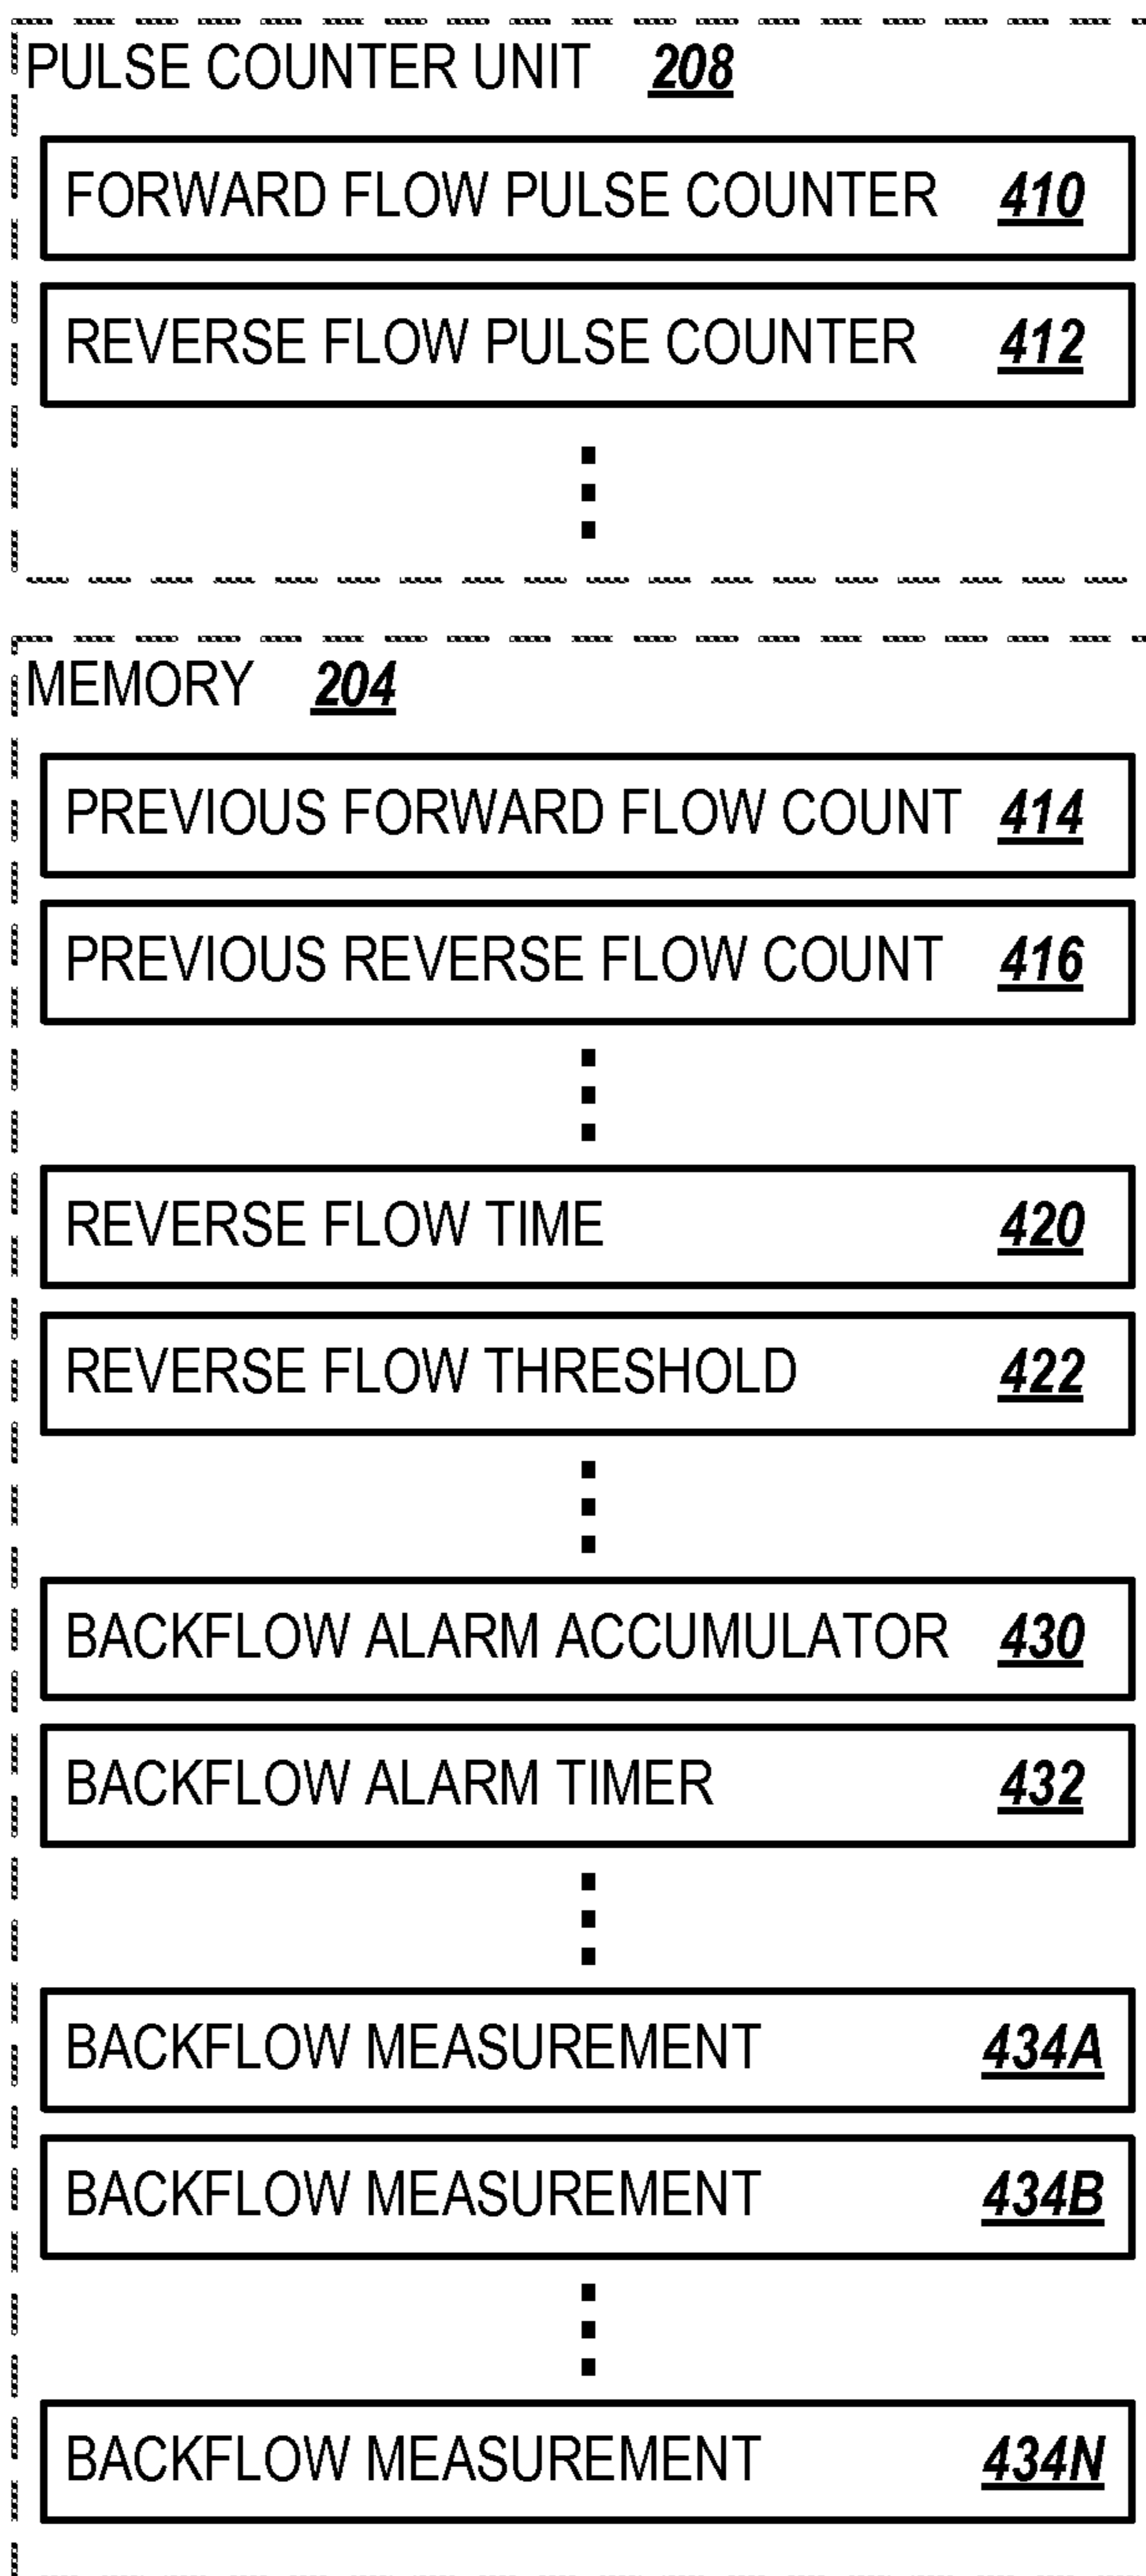 PULSE COUNTER UNIT 208
FORWARD FLOW PULSE COUNTER 410
REVERSE FLOW PULSE COUNTER 412
MEMORY 204
PREVIOUS FORWARD FLOW COUNT 414
PREVIOUS REVERSE FLOW COUNT 416
REVERSE FLOW TIME 420
REVERSE FLOW THRESHOLD 422
BACKFLOW ALARM ACCUMULATOR 430
BACKFLOW ALARM TIMER 432
BACKFLOW MEASUREMENT 434A
BACKFLOW MEASUREMENT 434B
BACKFLOW MEASUREMENT 434N